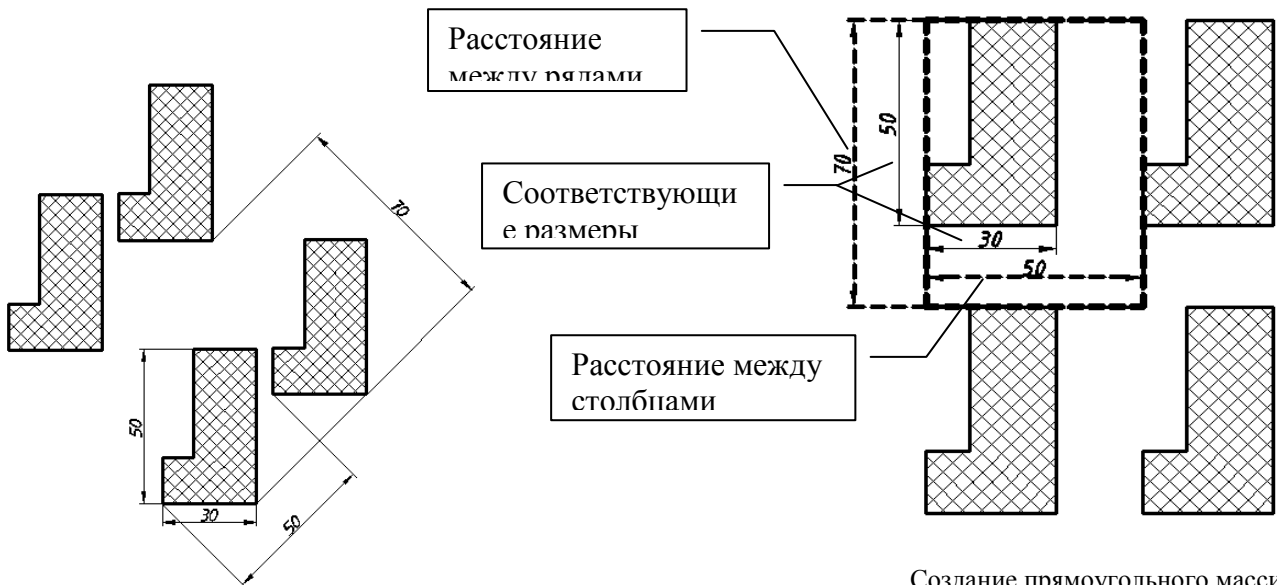 Расстояние
между рядами
Соответствующи
е размеры
Расстояние между
столбцами
70
50
30
50
70
50
30
50
Создание прямоугольного масси